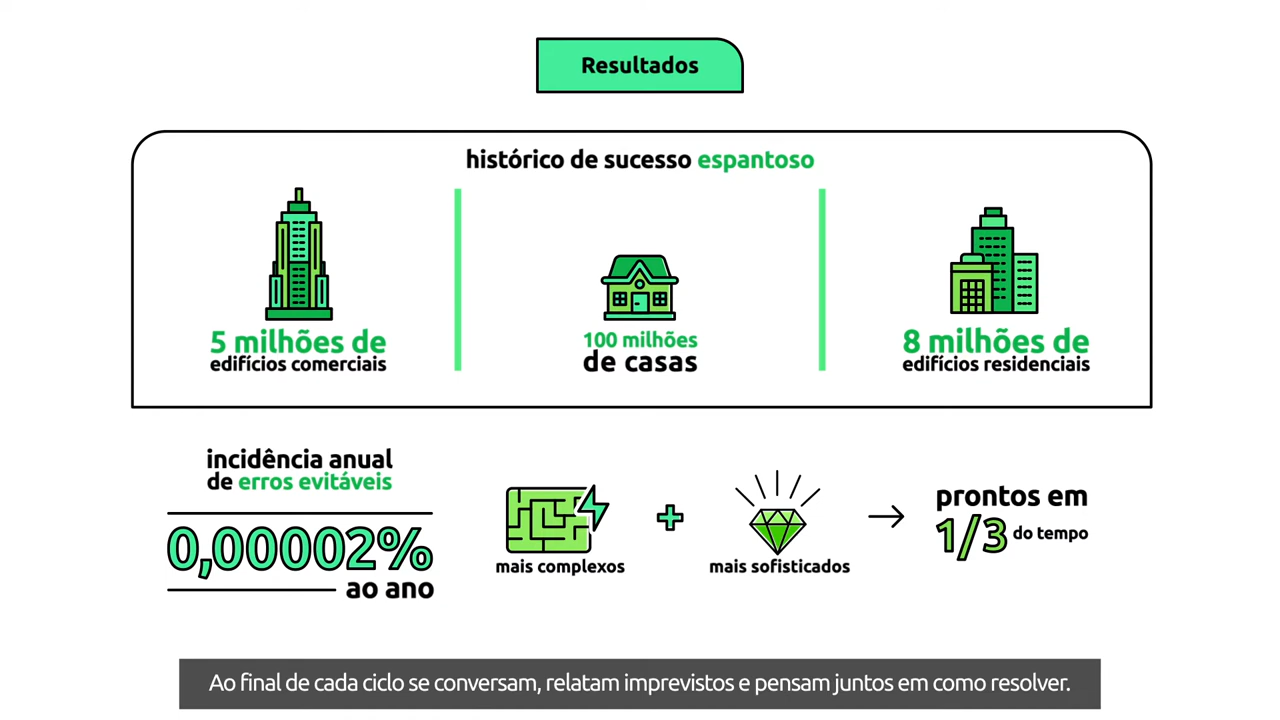 Resultados
histórico de sucesso espantoso
5 milhões de
edifícios comerciais
100 milhões
de casas
8 milhões de
edifícios residenciais
incidência anual
de erros evitáveis
0,00002%
ao ano
mais complexos
+
mais sofisticados
prontos em
1/3 do tempo
Ao final de cada ciclo se conversam, relatam imprevistos e pensam juntos em como resolver.